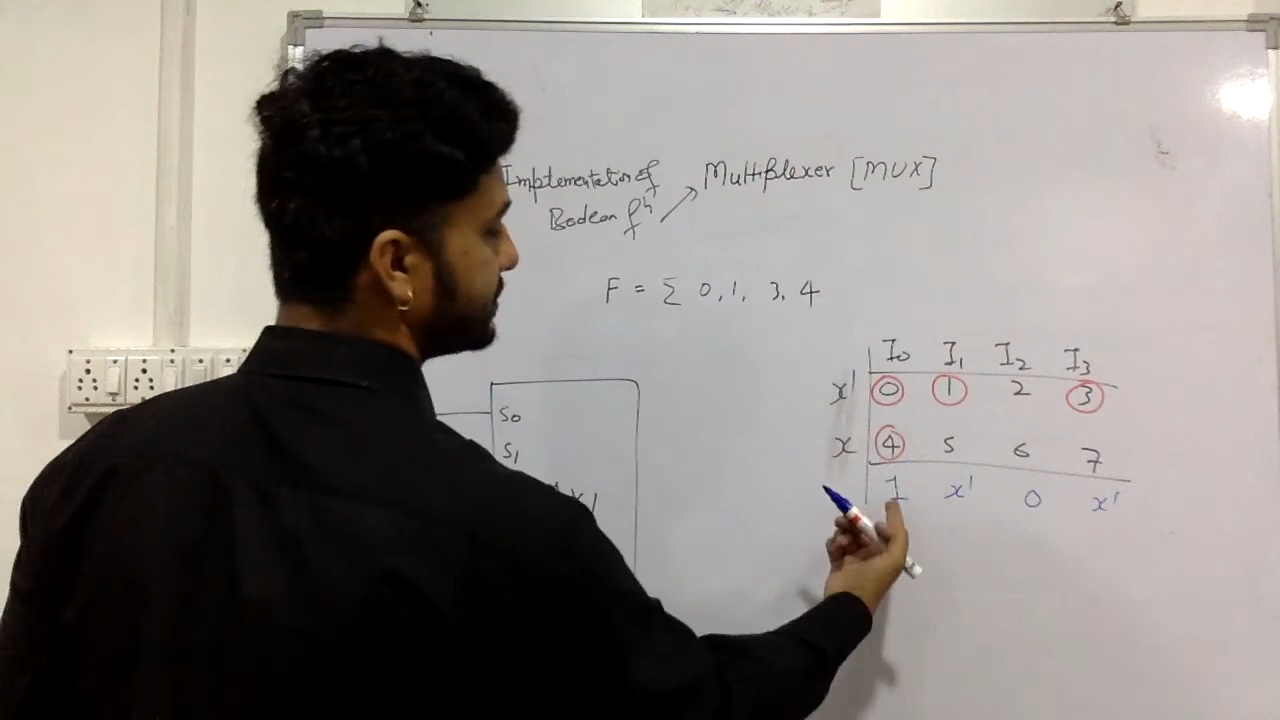 Implementation of
Boolean fⁿ ↗ Multiplexer [MUX]
F = Σ 0, 1, 3, 4
I₀ I₁ I₂ I₃
x' 0 1 2 3
x 4 5 6 7
1 x' 0 x'
S₀
S₁